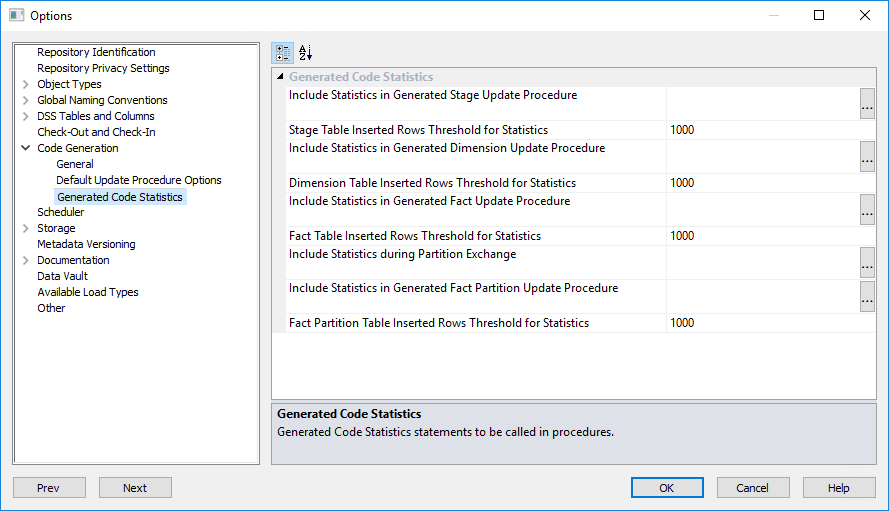 Options
Repository Identification
Repository Privacy Settings
Object Types
Global Naming Conventions
DSS Tables and Columns
Check-Out and Check-In
Code Generation
General
Default Update Procedure Options
Generated Code Statistics
Scheduler
Storage
Metadata Versioning
Documentation
Data Vault
Available Load Types
Other
A
Z
Generated Code Statistics
Include Statistics in Generated Stage Update Procedure
...
Stage Table Inserted Rows Threshold for Statistics 1000
Include Statistics in Generated Dimension Update Procedure
...
Dimension Table Inserted Rows Threshold for Statistics 1000
Include Statistics in Generated Fact Update Procedure
...
Fact Table Inserted Rows Threshold for Statistics 1000
Include Statistics during Partition Exchange
...
Include Statistics in Generated Fact Partition Update Procedure
...
Fact Partition Table Inserted Rows Threshold for Statistics 1000
Generated Code Statistics
Generated Code Statistics statements to be called in procedures.
Prev Next OK Cancel Help